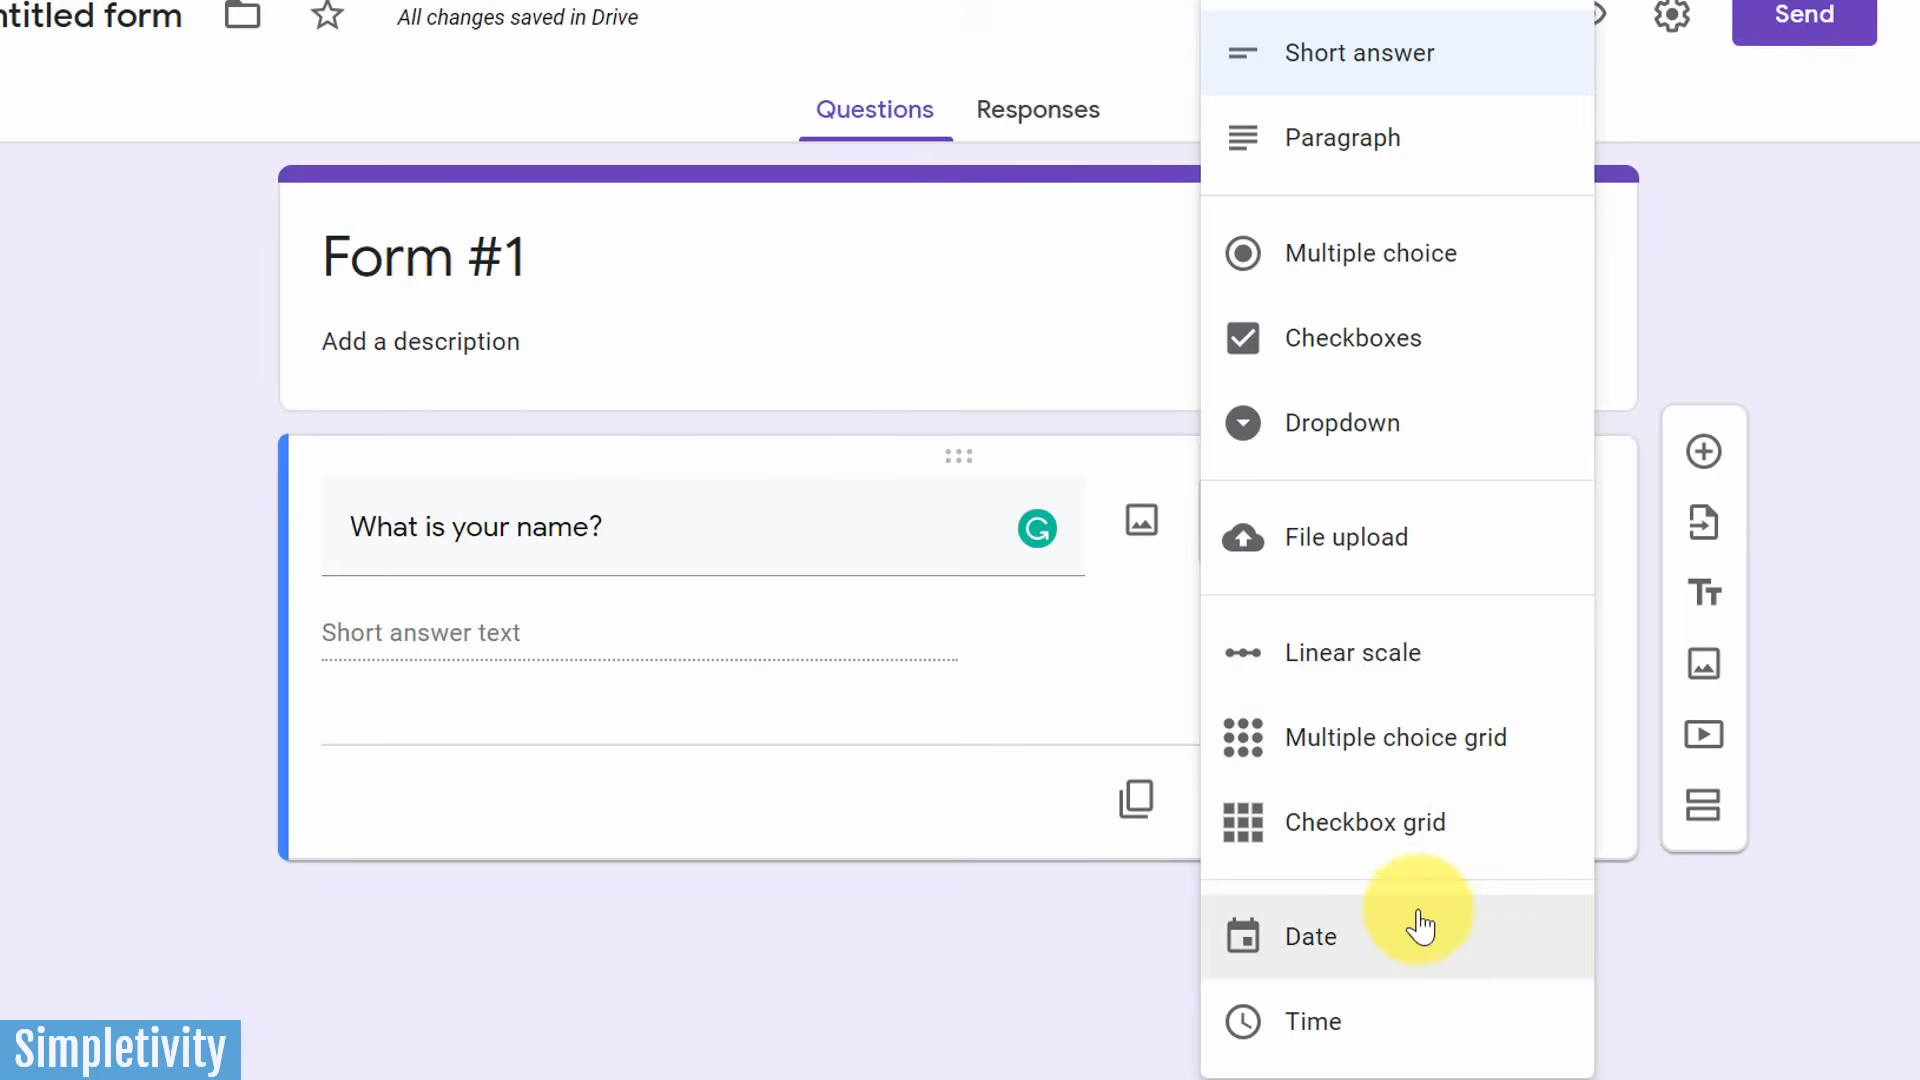 ntitled form
All changes saved in Drive
Send
Questions
Responses
Form #1
Add a description
What is your name?
Short answer text
Short answer
Paragraph
Multiple choice
Checkboxes
Dropdown
File upload
Linear scale
Multiple choice grid
Checkbox grid
Date
Time
Tт
Simpletivity